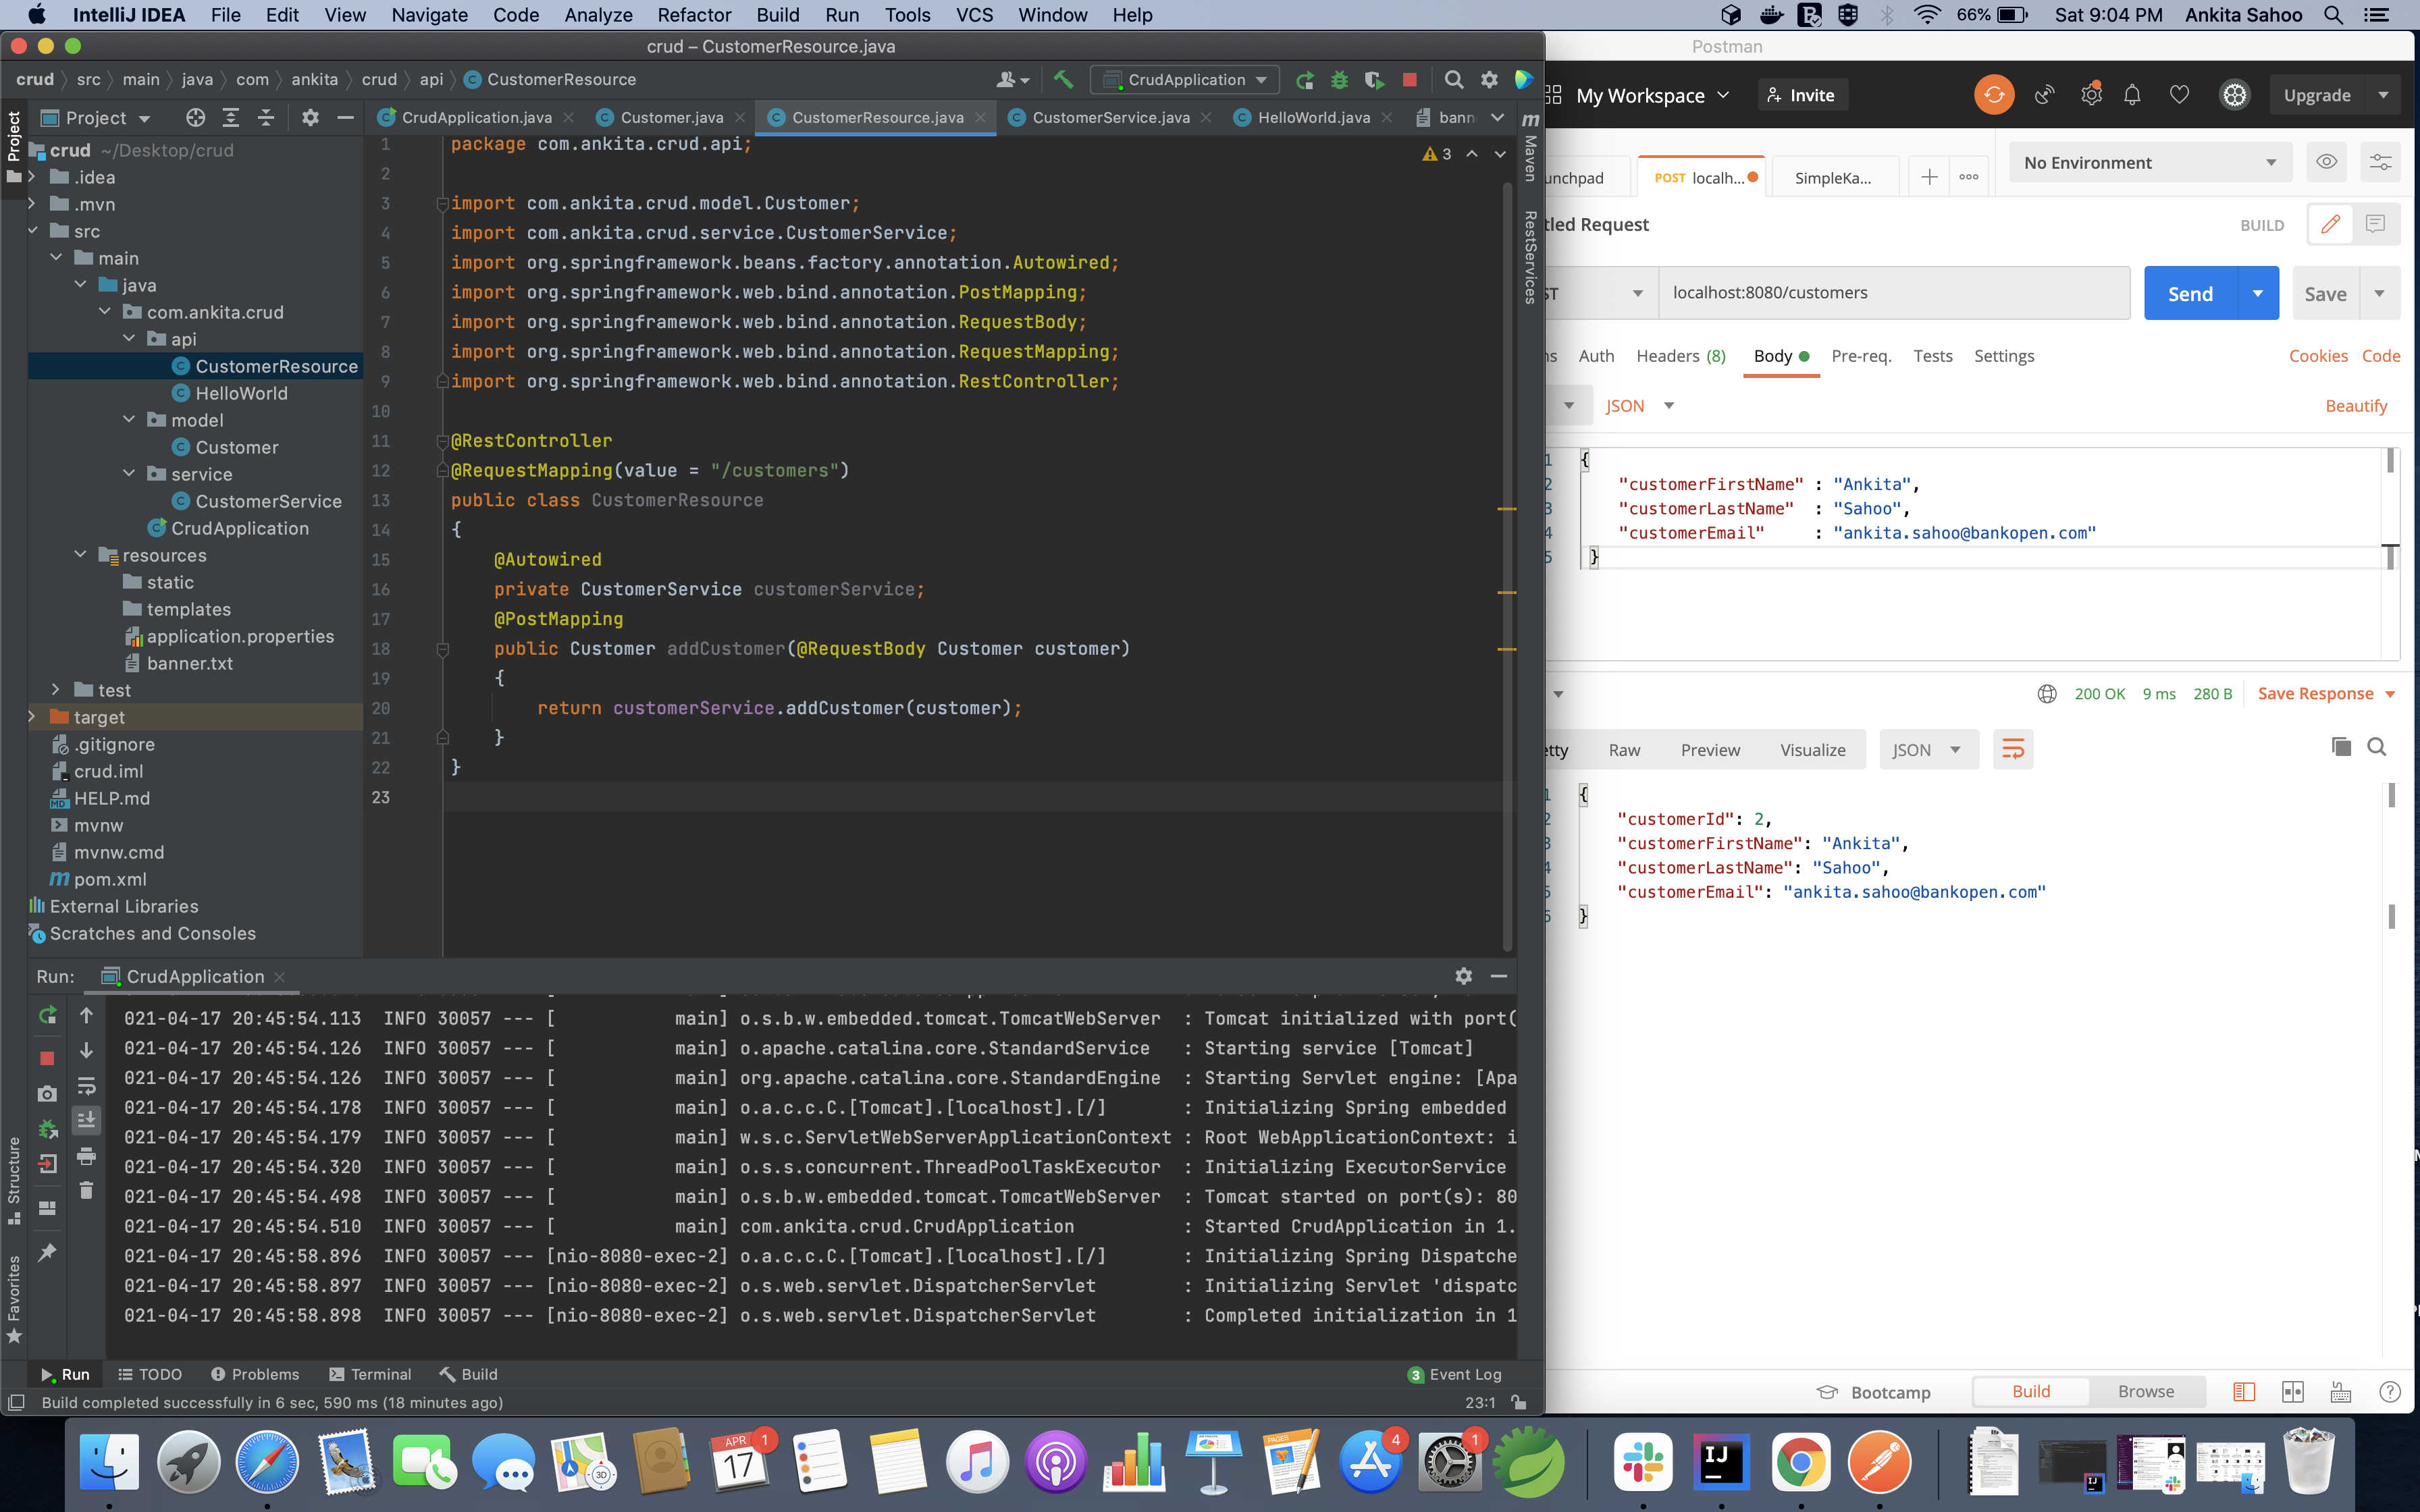 IntelliJ IDEA File Edit View Navigate Code Analyze Refactor Build Run Tools VCS Window Help 66% Sat 9:04 PM Ankita Sahoo
crud – CustomerResource.java
crud src main java com ankita crud api CustomerResource CrudApplication
Project CrudApplication.java Customer.java CustomerResource.java CustomerService.java HelloWorld.java bann
Project
Structure
Favorites
Maven
RestServices
crud ~/Desktop/crud
.idea
.mvn
src
main
java
com.ankita.crud
api
CustomerResource
HelloWorld
model
Customer
service
CustomerService
CrudApplication
resources
static
templates
application.properties
banner.txt
test
target
.gitignore
crud.iml
HELP.md
mvnw
mvnw.cmd
pom.xml
External Libraries
Scratches and Consoles
3
1 package com.ankita.crud.api;
2
3 import com.ankita.crud.model.Customer;
4 import com.ankita.crud.service.CustomerService;
5 import org.springframework.beans.factory.annotation.Autowired;
6 import org.springframework.web.bind.annotation.PostMapping;
7 import org.springframework.web.bind.annotation.RequestBody;
8 import org.springframework.web.bind.annotation.RequestMapping;
9 import org.springframework.web.bind.annotation.RestController;
10
11 @RestController
12 @RequestMapping(value = "/customers")
13 public class CustomerResource
14 {
15 @Autowired
16 private CustomerService customerService;
17 @PostMapping
18 public Customer addCustomer(@RequestBody Customer customer)
19 {
20 return customerService.addCustomer(customer);
21 }
22 }
23
Run: CrudApplication
021-04-17 20:45:54.113 INFO 30057 --- [ main] o.s.b.w.embedded.tomcat.TomcatWebServer : Tomcat initialized with port(
021-04-17 20:45:54.126 INFO 30057 --- [ main] o.apache.catalina.core.StandardService : Starting service [Tomcat]
021-04-17 20:45:54.126 INFO 30057 --- [ main] org.apache.catalina.core.StandardEngine : Starting Servlet engine: [Apa
021-04-17 20:45:54.178 INFO 30057 --- [ main] o.a.c.c.C.[Tomcat].[localhost].[/] : Initializing Spring embedded
021-04-17 20:45:54.179 INFO 30057 --- [ main] w.s.c.ServletWebServerApplicationContext : Root WebApplicationContext: i
021-04-17 20:45:54.320 INFO 30057 --- [ main] o.s.s.concurrent.ThreadPoolTaskExecutor : Initializing ExecutorService
021-04-17 20:45:54.498 INFO 30057 --- [ main] o.s.b.w.embedded.tomcat.TomcatWebServer : Tomcat started on port(s): 80
021-04-17 20:45:54.510 INFO 30057 --- [ main] com.ankita.crud.CrudApplication : Started CrudApplication in 1.
021-04-17 20:45:58.896 INFO 30057 --- [nio-8080-exec-2] o.a.c.c.C.[Tomcat].[localhost].[/] : Initializing Spring Dispatche
021-04-17 20:45:58.897 INFO 30057 --- [nio-8080-exec-2] o.s.web.servlet.DispatcherServlet : Initializing Servlet 'dispatc
021-04-17 20:45:58.898 INFO 30057 --- [nio-8080-exec-2] o.s.web.servlet.DispatcherServlet : Completed initialization in 1
Run TODO Problems Terminal Build 3 Event Log
Build completed successfully in 6 sec, 590 ms (18 minutes ago) 23:1
Postman
My Workspace Invite Upgrade
unchpad POST localh... SimpleKa... No Environment
tled Request BUILD
ST localhost:8080/customers Send Save
ns Auth Headers (8) Body Pre-req. Tests Settings Cookies Code
JSON Beautify
1 {
2 "customerFirstName" : "Ankita",
3 "customerLastName" : "Sahoo",
4 "customerEmail" : "ankita.sahoo@bankopen.com"
5 }
200 OK 9 ms 280 B Save Response
etty Raw Preview Visualize JSON
1 {
2 "customerId": 2,
3 "customerFirstName": "Ankita",
4 "customerLastName": "Sahoo",
5 "customerEmail": "ankita.sahoo@bankopen.com"
6 }
Bootcamp Build Browse
APR 17 1
3D
PAGES
4
1
IJ